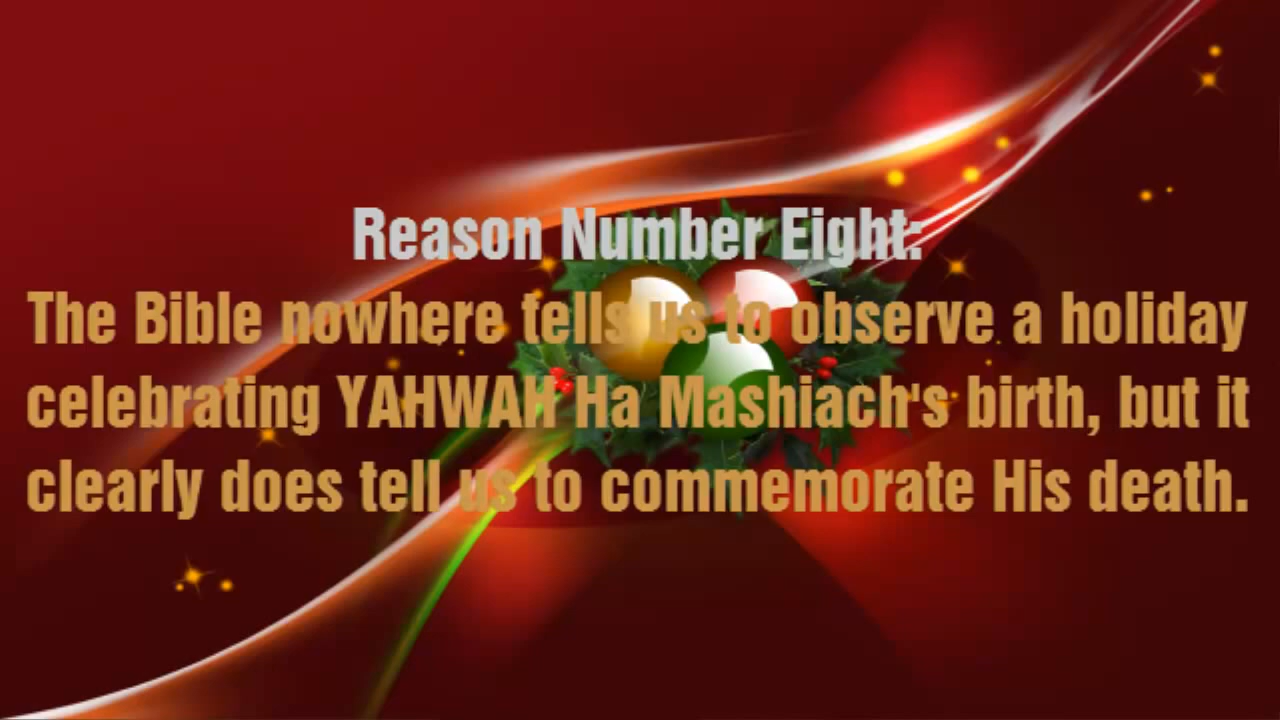 Reason Number Eight:
The Bible nowhere tells us to observe a holiday
celebrating YAHWAH Ha Mashiach's birth, but it
clearly does tell us to commemorate His death.